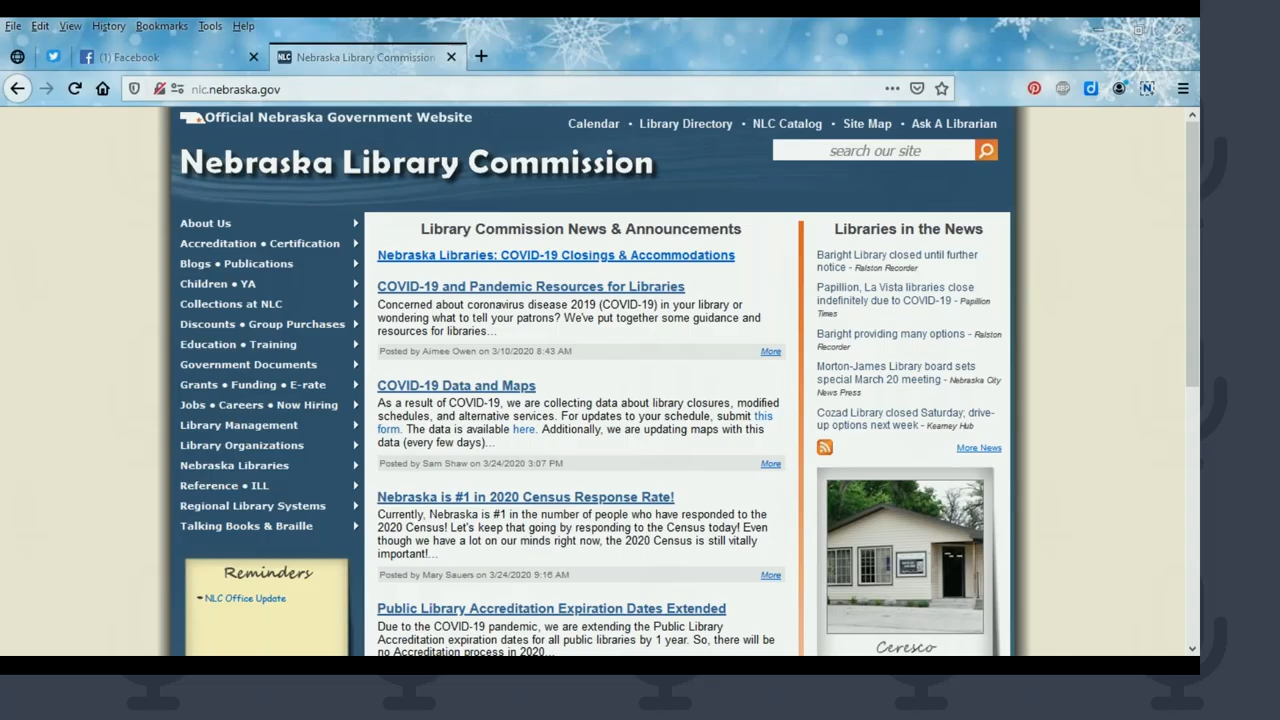 File Edit View History Bookmarks Tools Help
(1) Facebook
NLC Nebraska Library Commission
nlc.nebraska.gov
Official Nebraska Government Website
Calendar • Library Directory • NLC Catalog • Site Map • Ask A Librarian
search our site
Nebraska Library Commission
About Us
Accreditation • Certification
Blogs • Publications
Children • YA
Collections at NLC
Discounts • Group Purchases
Education • Training
Government Documents
Grants • Funding • E-rate
Jobs • Careers • Now Hiring
Library Management
Library Organizations
Nebraska Libraries
Reference • ILL
Regional Library Systems
Talking Books & Braille
Reminders
NLC Office Update
Library Commission News & Announcements
Nebraska Libraries: COVID-19 Closings & Accommodations
COVID-19 and Pandemic Resources for Libraries
Concerned about coronavirus disease 2019 (COVID-19) in your library or
wondering what to tell your patrons? We've put together some guidance and
resources for libraries...
Posted by Aimee Owen on 3/10/2020 8:43 AM More
COVID-19 Data and Maps
As a result of COVID-19, we are collecting data about library closures, modified
schedules, and alternative services. For updates to your schedule, submit this
form. The data is available here. Additionally, we are updating maps with this
data (every few days)...
Posted by Sam Shaw on 3/24/2020 3:07 PM More
Nebraska is #1 in 2020 Census Response Rate!
Currently, Nebraska is #1 in the number of people who have responded to the
2020 Census! Let's keep that going by responding to the Census today! Even
though we have a lot on our minds right now, the 2020 Census is still vitally
important!...
Posted by Mary Sauers on 3/24/2020 9:16 AM More
Public Library Accreditation Expiration Dates Extended
Due to the COVID-19 pandemic, we are extending the Public Library
Accreditation expiration dates for all public libraries by 1 year. So, there will be
no Accreditation process in 2020...
Libraries in the News
Baright Library closed until further
notice - Ralston Recorder
Papillion, La Vista libraries close
indefinitely due to COVID-19 - Papillion
Times
Baright providing many options - Ralston
Recorder
Morton-James Library board sets
special March 20 meeting - Nebraska City
News Press
Cozad Library closed Saturday; drive-
up options next week - Kearney Hub
More News
Ceresco